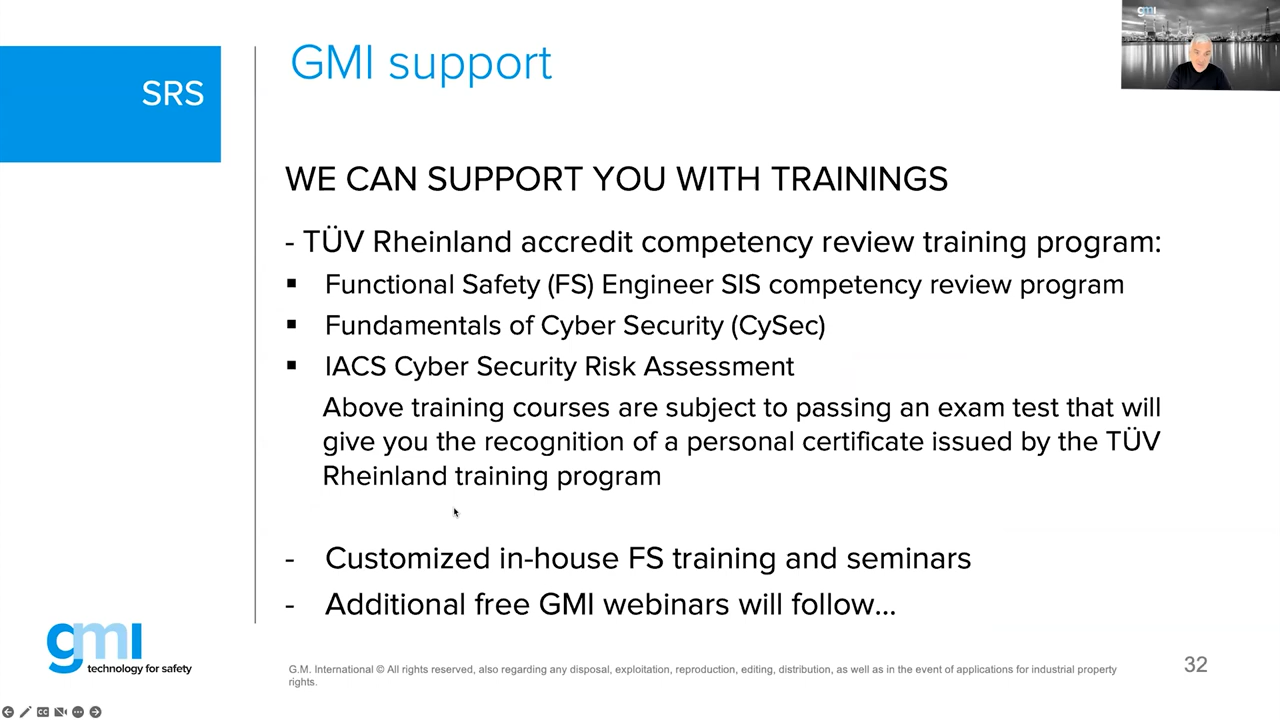 gmi
SRS
GMI support
WE CAN SUPPORT YOU WITH TRAININGS
- TÜV Rheinland accredit competency review training program:
▪ Functional Safety (FS) Engineer SIS competency review program
▪ Fundamentals of Cyber Security (CySec)
▪ IACS Cyber Security Risk Assessment
Above training courses are subject to passing an exam test that will
give you the recognition of a personal certificate issued by the TÜV
Rheinland training program
- Customized in-house FS training and seminars
- Additional free GMI webinars will follow...
gmi
technology for safety
G.M. International © All rights reserved, also regarding any disposal, exploitation, reproduction, editing, distribution, as well as in the event of applications for industrial property
rights.
32